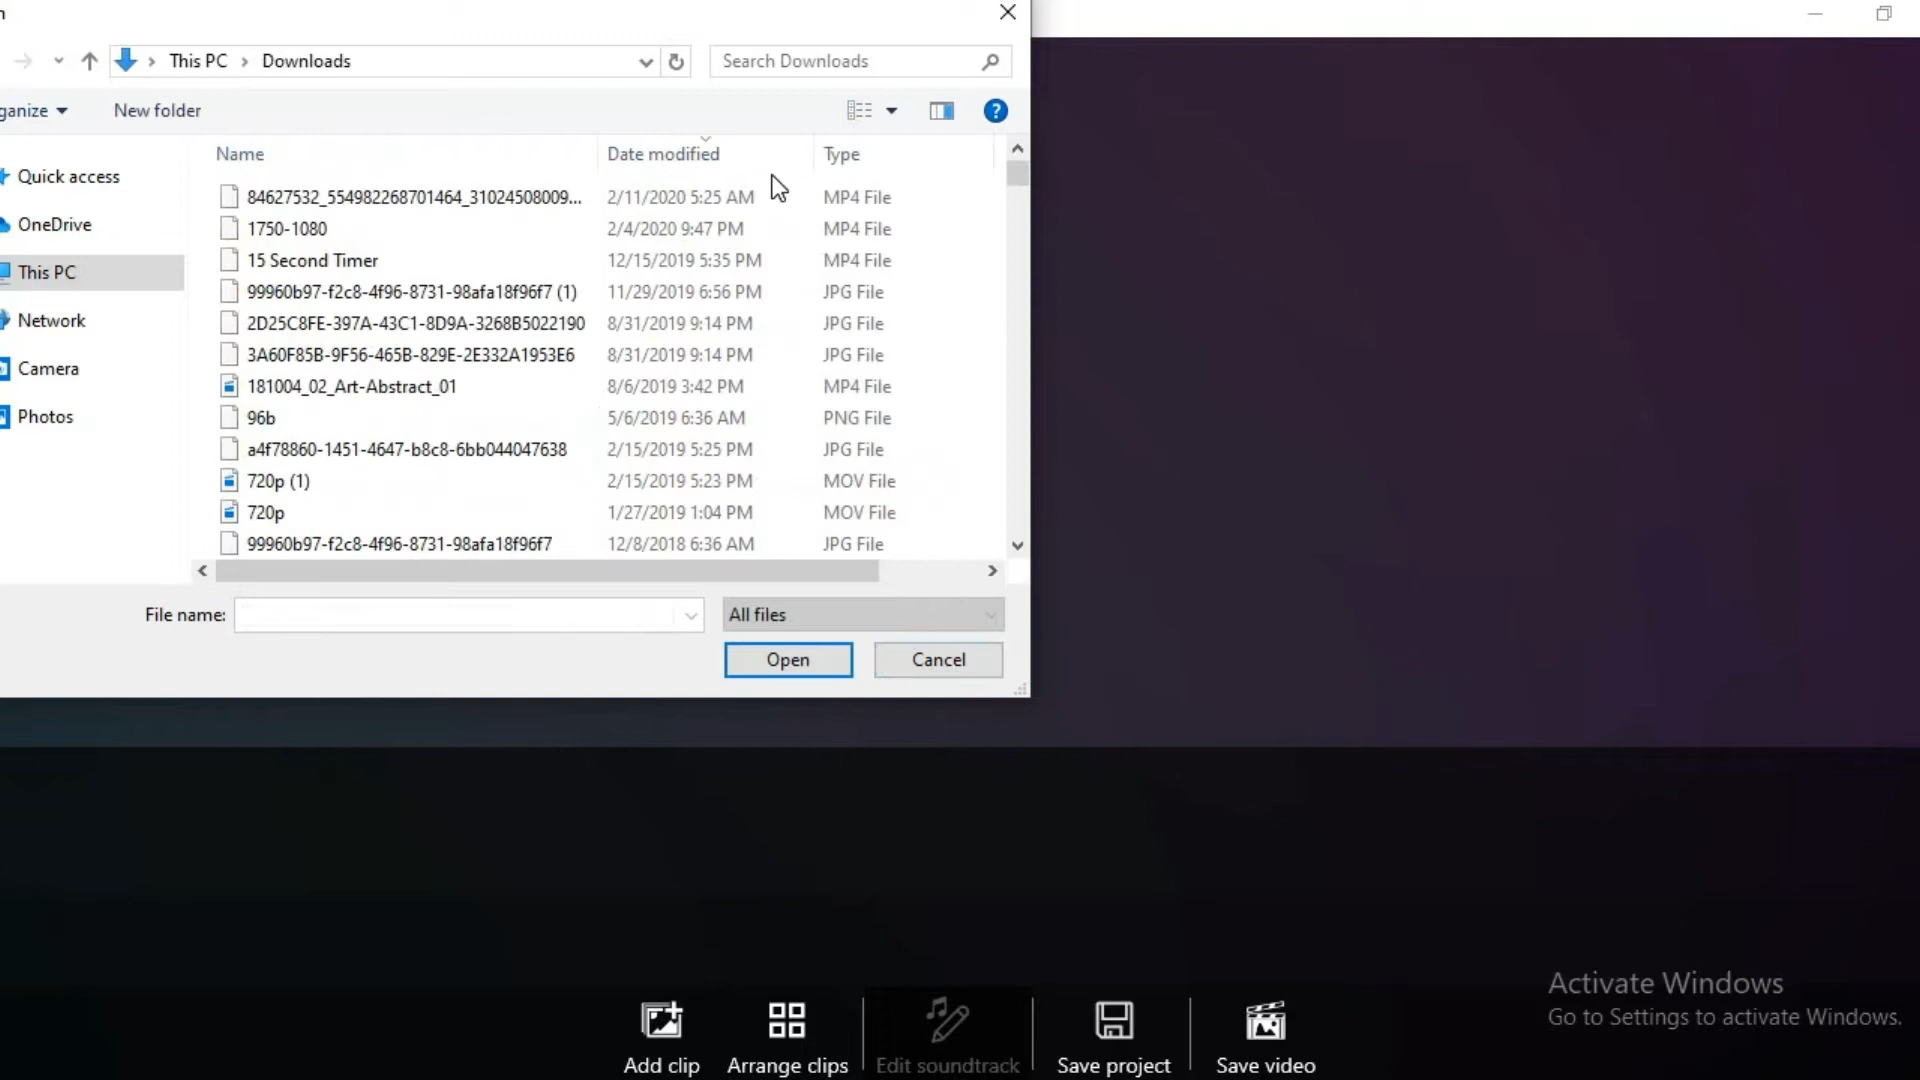 n
This PC > Downloads
Search Downloads
ganize
New folder
?
Name Date modified Type
Quick access
OneDrive
This PC
Network
Camera
Photos
84627532_554982268701464_31024508009... 2/11/2020 5:25 AM MP4 File
1750-1080 2/4/2020 9:47 PM MP4 File
15 Second Timer 12/15/2019 5:35 PM MP4 File
99960b97-f2c8-4f96-8731-98afa18f96f7 (1) 11/29/2019 6:56 PM JPG File
2D25C8FE-397A-43C1-8D9A-3268B5022190 8/31/2019 9:14 PM JPG File
3A60F85B-9F56-465B-829E-2E332A1953E6 8/31/2019 9:14 PM JPG File
181004_02_Art-Abstract_01 8/6/2019 3:42 PM MP4 File
96b 5/6/2019 6:36 AM PNG File
a4f78860-1451-4647-b8c8-6bb044047638 2/15/2019 5:25 PM JPG File
720p (1) 2/15/2019 5:23 PM MOV File
720p 1/27/2019 1:04 PM MOV File
99960b97-f2c8-4f96-8731-98afa18f96f7 12/8/2018 6:36 AM JPG File
File name:
All files
Open
Cancel
Activate Windows
Go to Settings to activate Windows.
Add clip
Arrange clips
Edit soundtrack
Save project
Save video